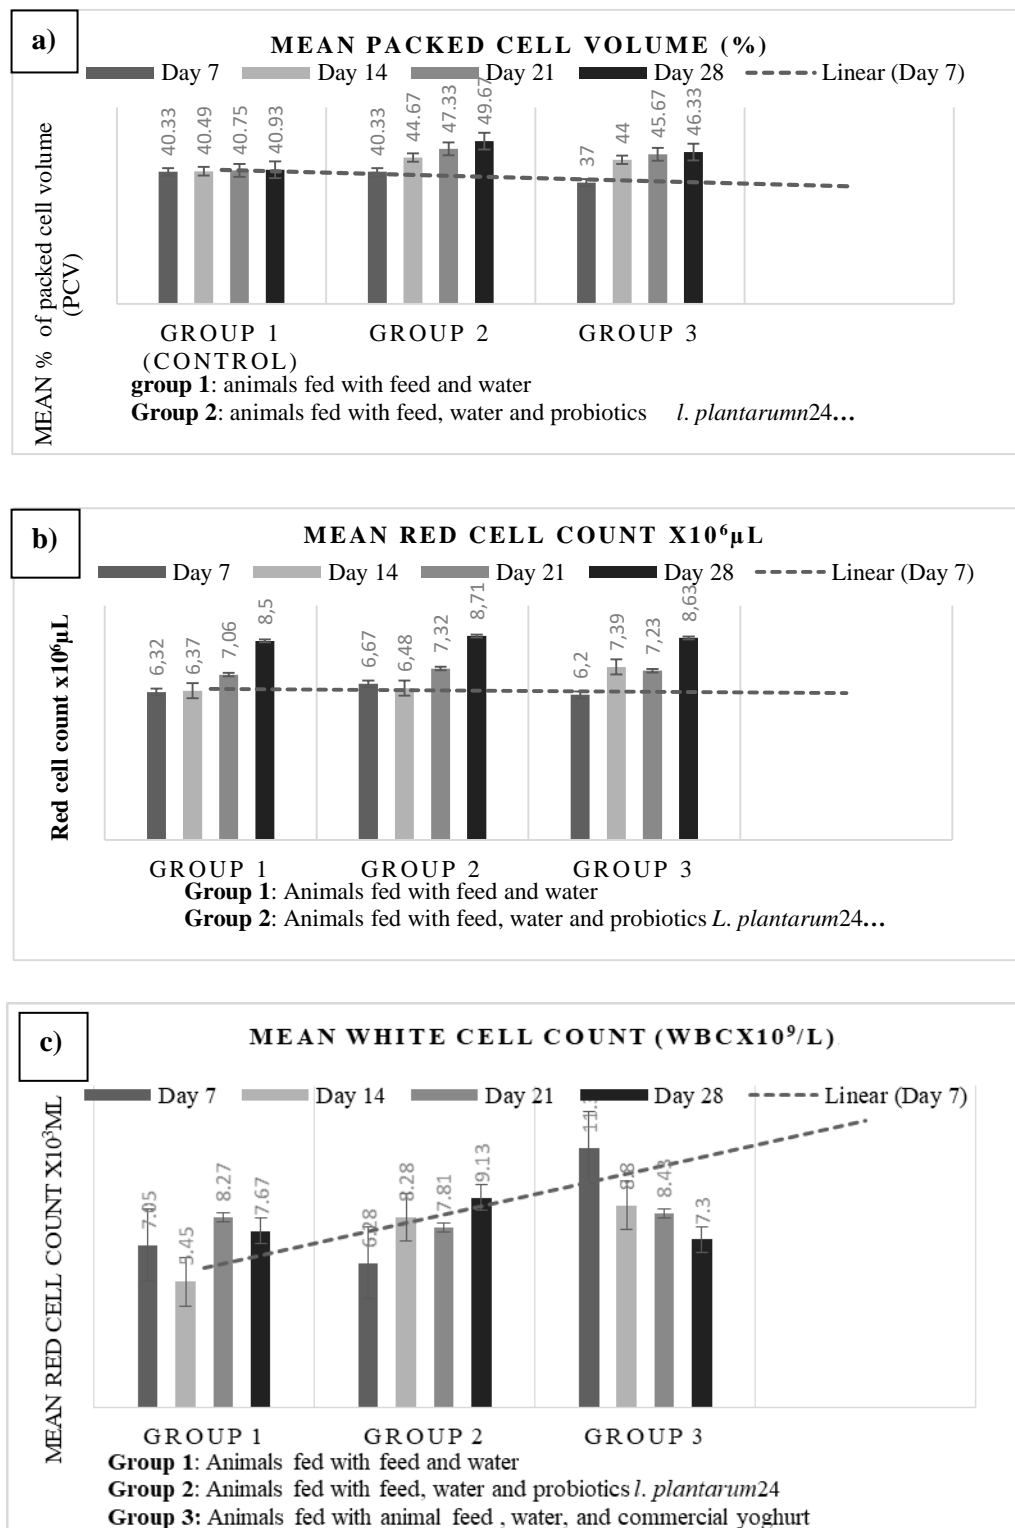 a)
MEAN PACKED CELL VOLUME (%)
Day 7 Day 14 Day 21 Day 28 Linear (Day 7)
MEAN % of packed cell volume
(PCV)
40.33 40.49 40.75 40.93 40.33 44.67 47.33 49.67 37 44 45.67 46.33
GROUP 1 GROUP 2 GROUP 3
(CONTROL)
group 1: animals fed with feed and water
Group 2: animals fed with feed, water and probiotics l. plantarumn24...
b)
MEAN RED CELL COUNT X10⁶µL
Day 7 Day 14 Day 21 Day 28 Linear (Day 7)
Red cell count x10⁶µL
6,32 6,37 7,06 8,5 6,67 6,48 7,32 8,71 6,2 7,39 7,23 8,63
GROUP 1 GROUP 2 GROUP 3
Group 1: Animals fed with feed and water
Group 2: Animals fed with feed, water and probiotics L. plantarum24...
c)
MEAN WHITE CELL COUNT (WBCX10⁹/L)
Day 7 Day 14 Day 21 Day 28 Linear (Day 7)
MEAN RED CELL COUNT X10³ML
7.05 8.27 7.67 6.28 8.28 7.81 9.13 8.8 8.43 7.3
GROUP 1 GROUP 2 GROUP 3
Group 1: Animals fed with feed and water
Group 2: Animals fed with feed, water and probiotics l. plantarum24
Group 3: Animals fed with animal feed , water, and commercial yoghurt